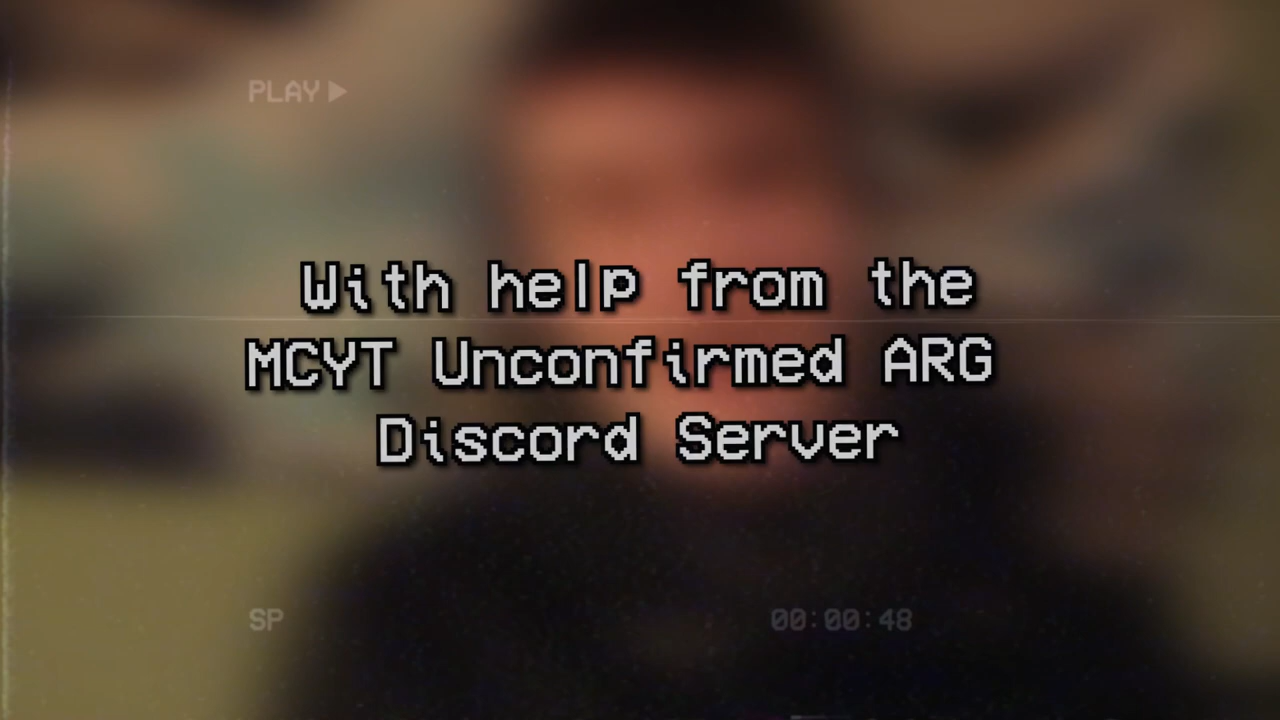 PLAY
With help from the
MCYT Unconfirmed ARG
Discord Server
SP 00:00:48